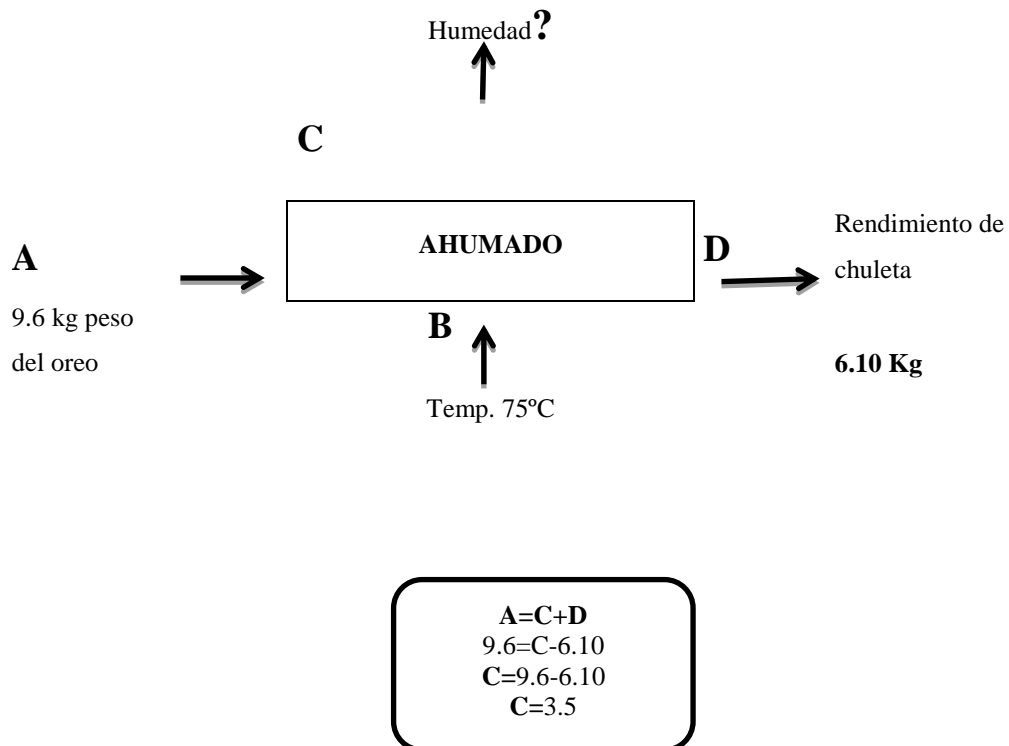 Humedad?
C
AHUMADO
A
9.6 kg peso
del oreo
D
Rendimiento de
chuleta
6.10 Kg
B
Temp. 75ºC
A=C+D
9.6=C-6.10
C=9.6-6.10
C=3.5